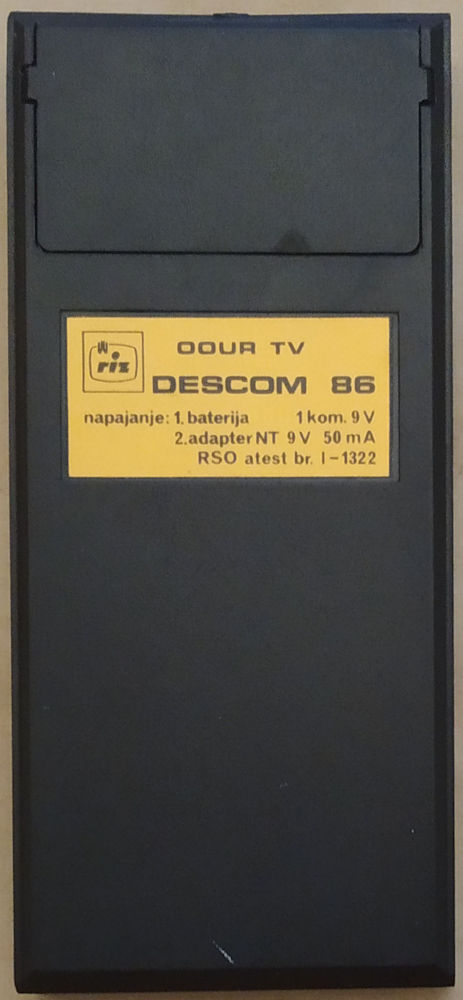 riz
OOUR TV
DESCOM 86
napajanje: 1. baterija 1 kom. 9 V
2. adapter NT 9 V 50 m A
RSO atest br. I-1322